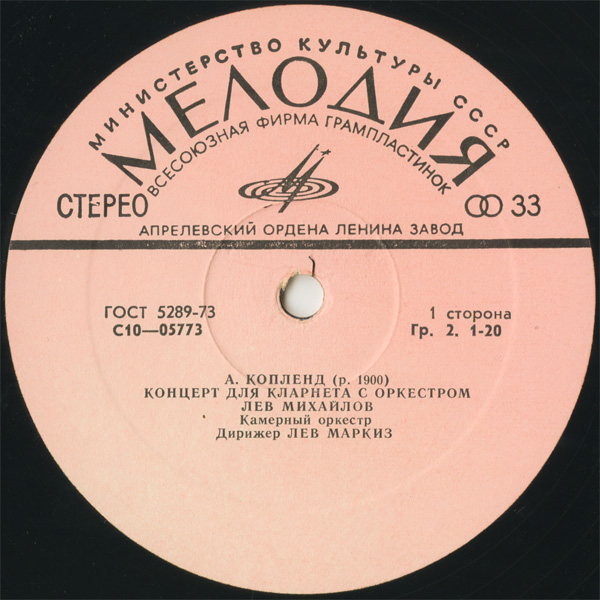 МИНИСТЕРСТВО КУЛЬТУРЫ СССР
МЕЛОДИЯ
ВСЕСОЮЗНАЯ ФИРМА ГРАМПЛАСТИНОК
СТЕРЕО
33
АПРЕЛЕВСКИЙ ОРДЕНА ЛЕНИНА ЗАВОД
ГОСТ 5289-73
С10—05773
1 сторона
Гр. 2. 1-20
А. КОПЛЕНД (р. 1900)
КОНЦЕРТ ДЛЯ КЛАРНЕТА С ОРКЕСТРОМ
ЛЕВ МИХАЙЛОВ
Камерный оркестр
Дирижер ЛЕВ МАРКИЗ